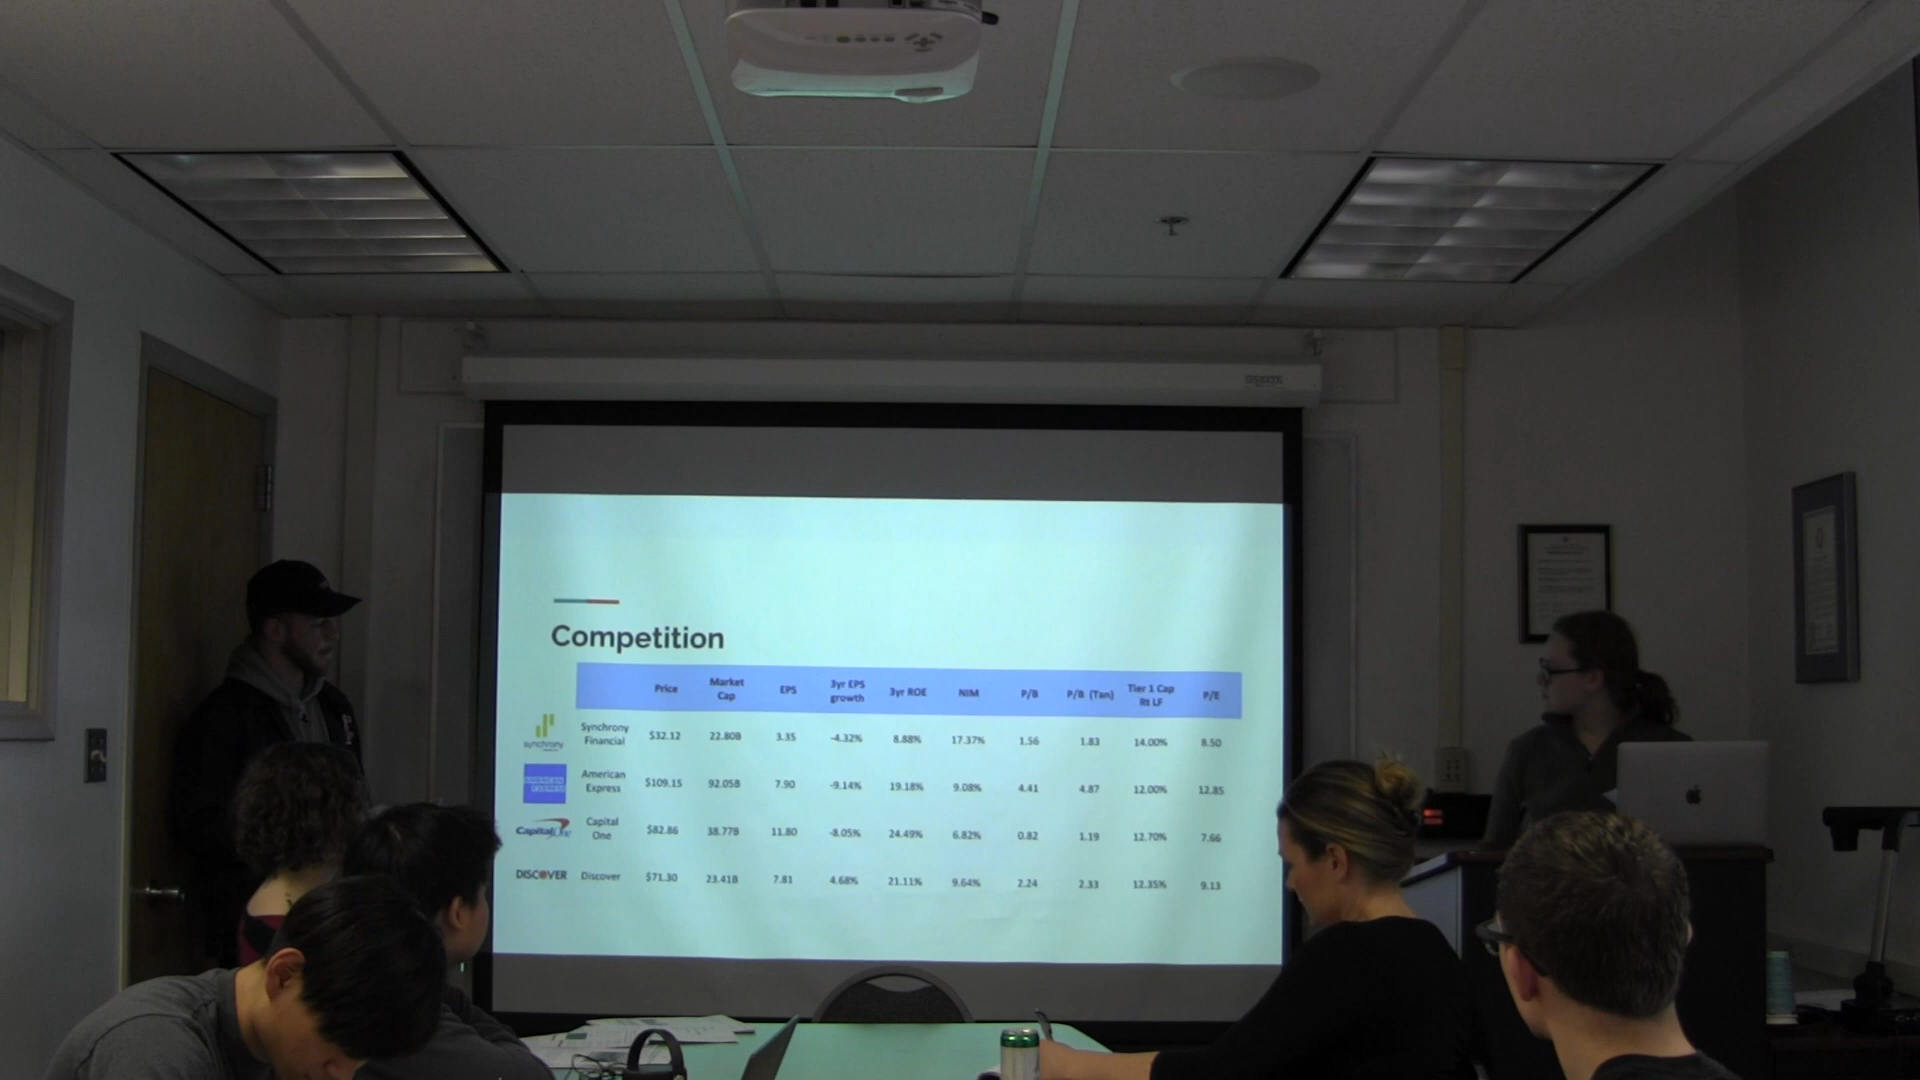 Competition
Price Market Cap EPS 3yr EPS growth 3yr ROE NIM P/B P/B (Tan) Tier 1 Cap Rt LF P/E
synchrony Synchrony Financial $32.12 22.80B 3.35 -4.32% 8.88% 17.37% 1.56 1.83 14.00% 8.50
AMERICAN EXPRESS American Express $109.15 92.05B 7.90 -9.14% 19.18% 9.08% 4.41 4.87 12.00% 12.85
Capital One Capital One $82.86 38.77B 11.80 -8.05% 24.49% 6.82% 0.82 1.19 12.70% 7.66
DISCOVER Discover $71.30 23.41B 7.81 4.68% 21.11% 9.64% 2.24 2.33 12.35% 9.13